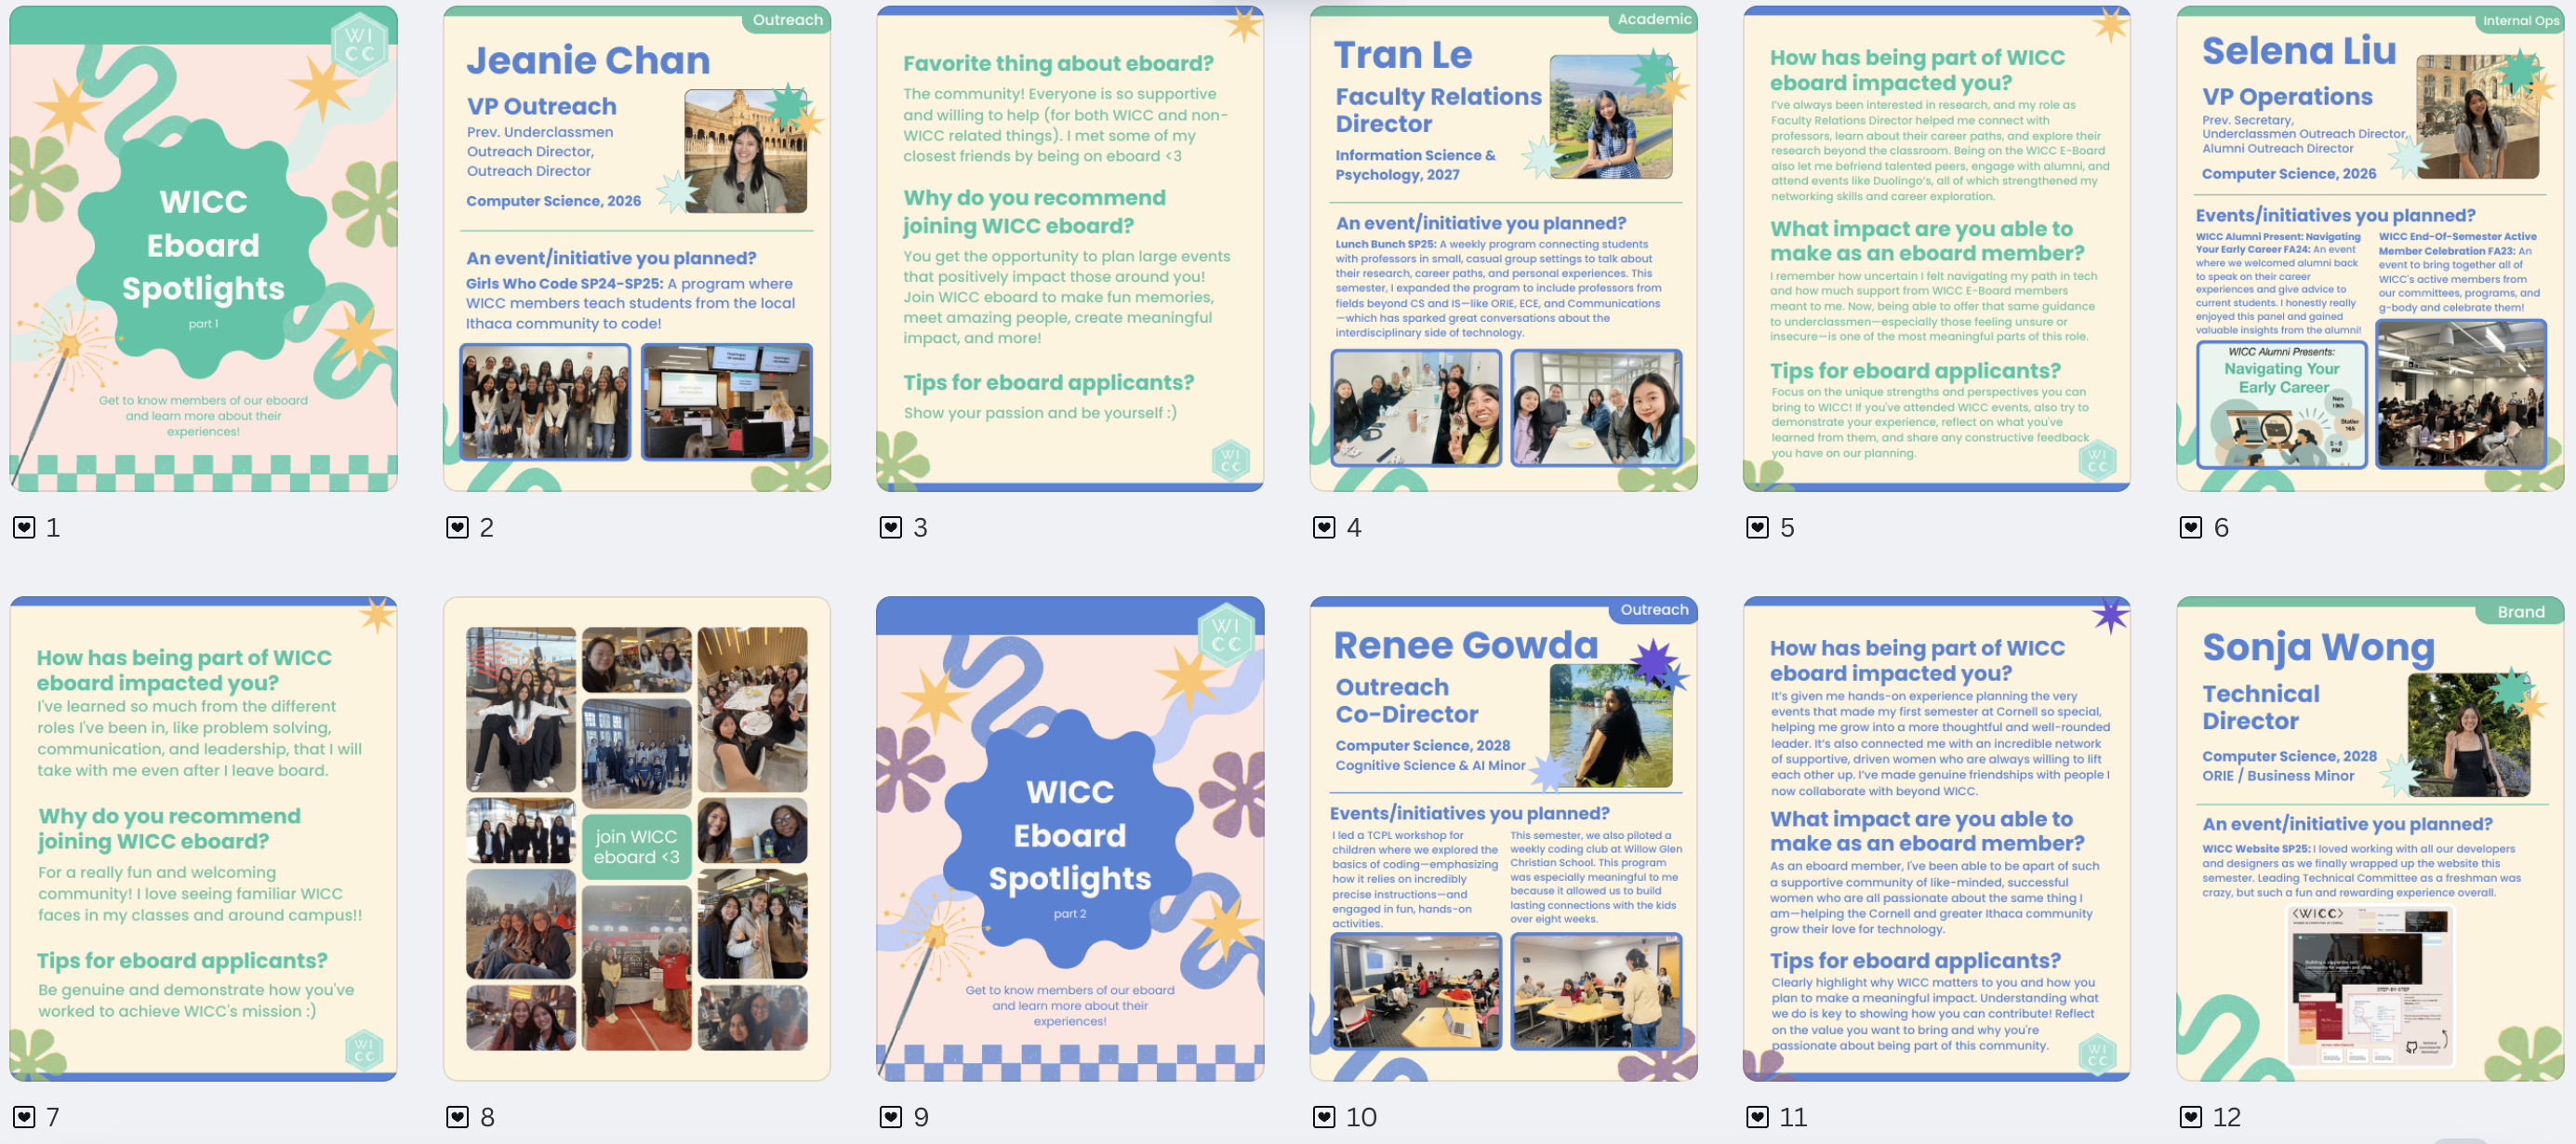 WI
CC
WICC
Eboard
Spotlights
part 1
Get to know members of our eboard
and learn more about their
experiences!
1
Outreach
Jeanie Chan
VP Outreach
Prev. Underclassmen
Outreach Director,
Outreach Director
Computer Science, 2026
An event/initiative you planned?
Girls Who Code SP24-SP25: A program where
WICC members teach students from the local
Ithaca community to code!
2
Favorite thing about eboard?
The community! Everyone is so supportive
and willing to help (for both WICC and non-
WICC related things). I met some of my
closest friends by being on eboard <3
Why do you recommend
joining WICC eboard?
You get the opportunity to plan large events
that positively impact those around you!
Join WICC eboard to make fun memories,
meet amazing people, create meaningful
impact, and more!
Tips for eboard applicants?
Show your passion and be yourself :)
WI
CC
3
Academic
Tran Le
Faculty Relations
Director
Information Science &
Psychology, 2027
An event/initiative you planned?
Lunch Bunch SP25: A weekly program connecting students
with professors in small, casual group settings to talk about
their research, career paths, and personal experiences. This
semester, I expanded the program to include professors from
fields beyond CS and IS—like ORIE, ECE, and Communications
—which has sparked great conversations about the
interdisciplinary side of technology.
4
How has being part of WICC
eboard impacted you?
I've always been interested in research, and my role as
Faculty Relations Director helped me connect with
professors, learn about their career paths, and explore their
research beyond the classroom. Being on the WICC E-Board
also let me befriend talented peers, engage with alumni, and
attend events like Duolingo's, all of which strengthened my
networking skills and career exploration.
What impact are you able to
make as an eboard member?
I remember how uncertain I felt navigating my path in tech
and how much support from WICC E-Board members
meant to me. Now, being able to offer that same guidance
to underclassmen—especially those feeling unsure or
insecure—is one of the most meaningful parts of this role.
Tips for eboard applicants?
Focus on the unique strengths and perspectives you can
bring to WICC! If you've attended WICC events, also try to
demonstrate your experience, reflect on what you've
learned from them, and share any constructive feedback
you have on our planning.
WI
CC
5
Internal Ops
Selena Liu
VP Operations
Prev. Secretary,
Underclassmen Outreach Director,
Alumni Outreach Director
Computer Science, 2026
Events/initiatives you planned?
WICC Alumni Present: Navigating
Your Early Career FA24: An event
where we welcomed alumni back
to speak on their career
experiences and give advice to
current students. I honestly really
enjoyed this panel and gained
valuable insights from the alumni!
WICC End-Of-Semester Active
Member Celebration FA23: An
event to bring together all of
WICC's active members from
our committees, programs, and
g-body and celebrate them!
WICC Alumni Presents:
Navigating Your
Early Career
Nov
19th
Statler
165
5 - 6
PM
6
How has being part of WICC
eboard impacted you?
I've learned so much from the different
roles I've been in, like problem solving,
communication, and leadership, that I will
take with me even after I leave board.
Why do you recommend
joining WICC eboard?
For a really fun and welcoming
community! I love seeing familiar WICC
faces in my classes and around campus!!
Tips for eboard applicants?
Be genuine and demonstrate how you've
worked to achieve WICC's mission :)
WI
CC
7
join WICC
eboard <3
8
WI
CC
WICC
Eboard
Spotlights
part 2
Get to know members of our eboard
and learn more about their
experiences!
9
Outreach
Renee Gowda
Outreach
Co-Director
Computer Science, 2028
Cognitive Science & AI Minor
Events/initiatives you planned?
I led a TCPL workshop for
children where we explored the
basics of coding—emphasizing
how it relies on incredibly
precise instructions—and
engaged in fun, hands-on
activities.
This semester, we also piloted a
weekly coding club at Willow Glen
Christian School. This program
was especially meaningful to me
because it allowed us to build
lasting connections with the kids
over eight weeks.
10
How has being part of WICC
eboard impacted you?
It's given me hands-on experience planning the very
events that made my first semester at Cornell so special,
helping me grow into a more thoughtful and well-rounded
leader. It's also connected me with an incredible network
of supportive, driven women who are always willing to lift
each other up. I've made genuine friendships with people I
now collaborate with beyond WICC.
What impact are you able to
make as an eboard member?
As an eboard member, I've been able to be apart of such
a supportive community of like-minded, successful
women who are all passionate about the same thing I
am—helping the Cornell and greater Ithaca community
grow their love for technology.
Tips for eboard applicants?
Clearly highlight why WICC matters to you and how you
plan to make a meaningful impact. Understanding what
we do is key to showing how you can contribute! Reflect
on the value you want to bring and why you're
passionate about being part of this community.
WI
CC
11
Brand
Sonja Wong
Technical
Director
Computer Science, 2028
ORIE / Business Minor
An event/initiative you planned?
WICC Website SP25: I loved working with all our developers
and designers as we finally wrapped up the website this
semester. Leading Technical Committee as a freshman was
crazy, but such a fun and rewarding experience overall.
<WICC>
STEP-BY-STEP
12